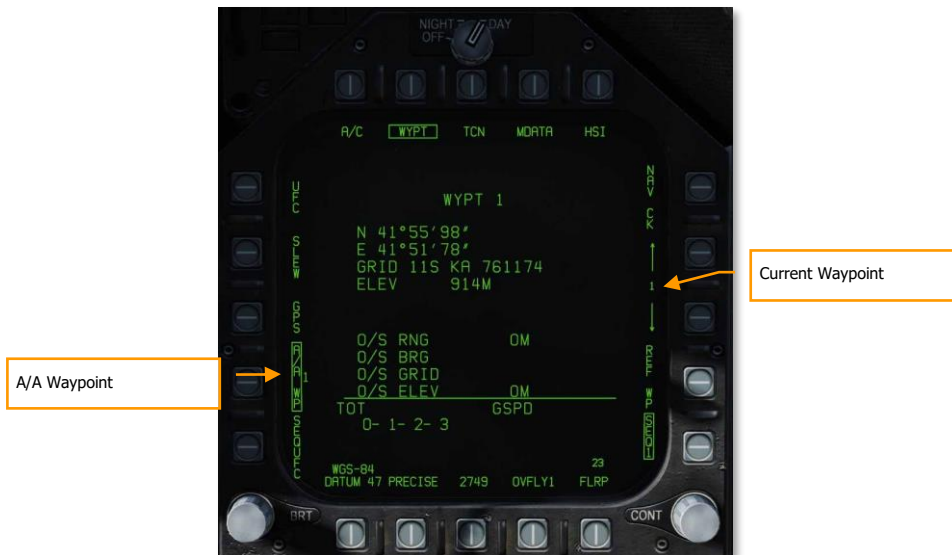 NIGHT DAY
OFF
A/C WYPT TCN MDATA HSI
UFC
SLEW
GPS
A/A WP
1
SEQUFC
WYPT 1
N 41°55′98″
E 41°51′78″
GRID 11S KA 761174
ELEV 914M
O/S RNG 0M
O/S BRG
O/S GRID
O/S ELEV 0M
TOT GSPD
0- 1- 2- 3
NAV CK
1
REF WP
SEQ1
WGS-84
23
DATUM 47 PRECISE 2749 OVFLY1 FLRP
BRT
CONT
Current Waypoint
A/A Waypoint